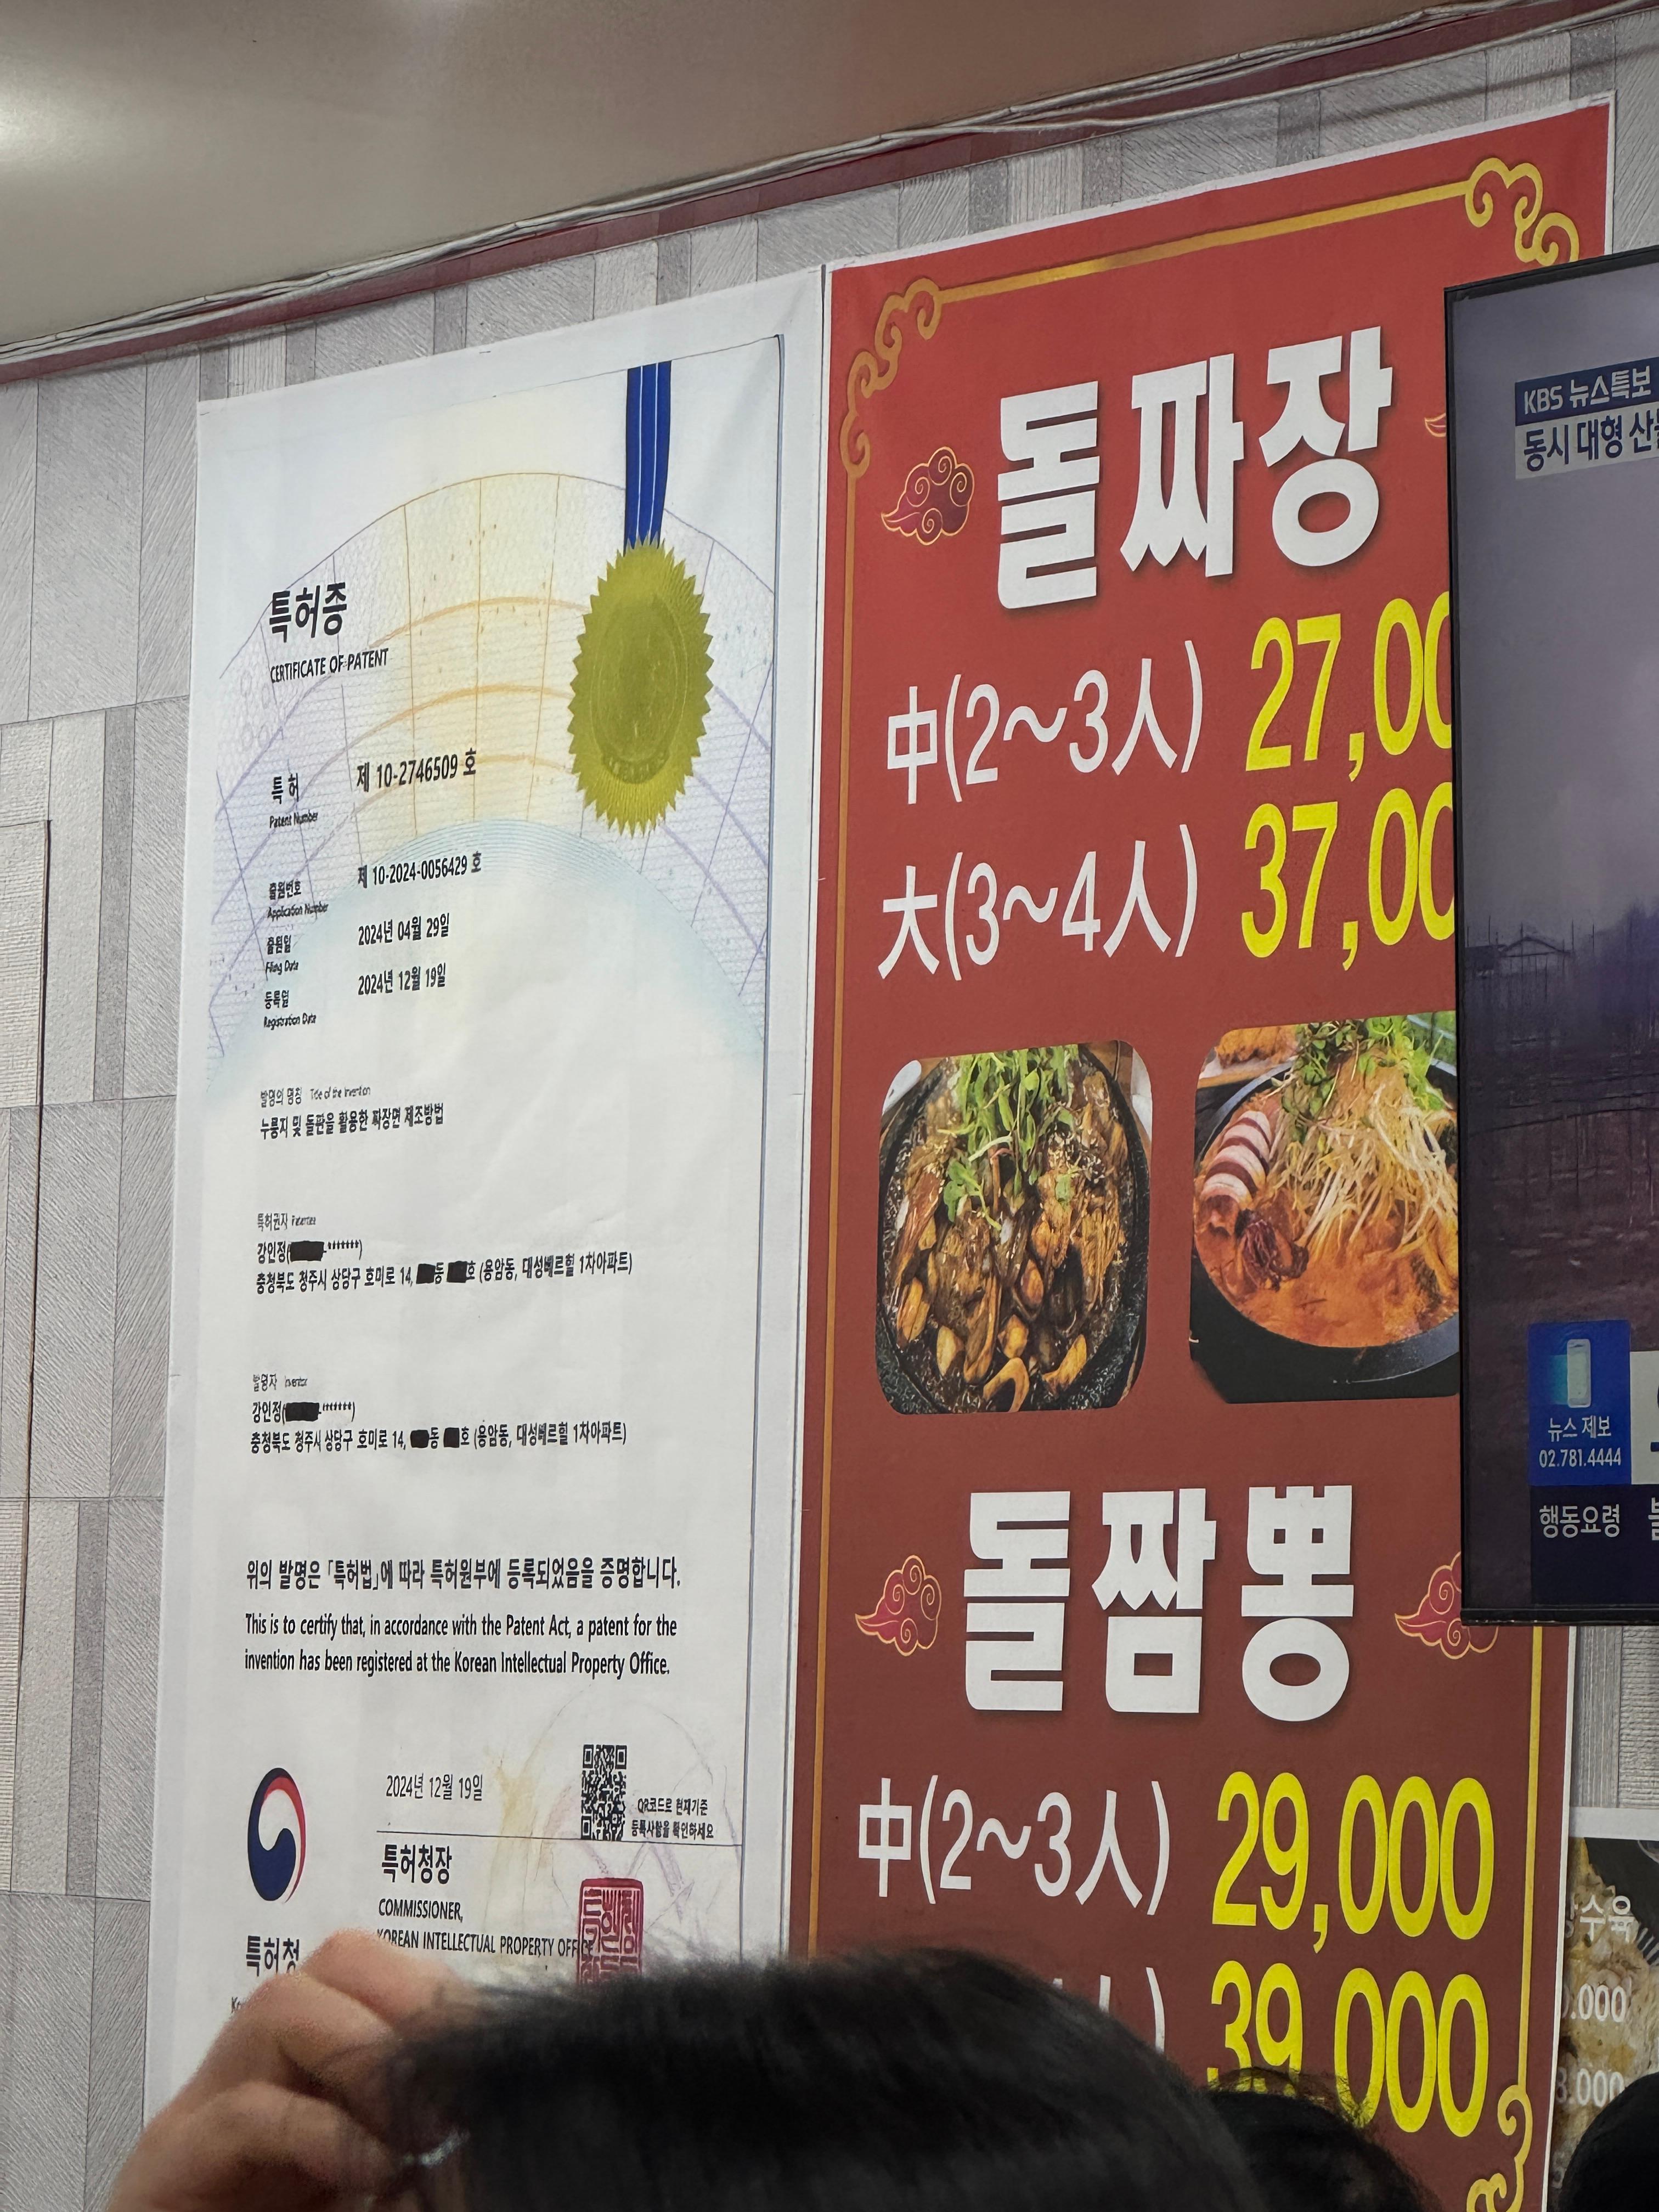 특허증
CERTIFICATE OF PATENT
특 허
Patent Number
제 10-2746509 호
출원번호
Application Number
제 10-2024-0056429 호
출원일
Filing Date
2024년 04월 29일
등록일
Registration Date
2024년 12월 19일
발명의 명칭 Title of the Invention
누룽지 및 돌판을 활용한 짜장면 제조방법
특허권자 Patentee
강인정( -*******)
충청북도 청주시 상당구 호미로 14, 동 호 (용암동, 대성베르힐 1차아파트)
발명자 Inventor
강인정( -*******)
충청북도 청주시 상당구 호미로 14, 동 호 (용암동, 대성베르힐 1차아파트)
위의 발명은 「특허법」에 따라 특허원부에 등록되었음을 증명합니다.
This is to certify that, in accordance with the Patent Act, a patent for the
invention has been registered at the Korean Intellectual Property Office.
2024년 12월 19일
QR코드로 현재기준
등록사항을 확인하세요
특허청장
COMMISSIONER,
KOREAN INTELLECTUAL PROPERTY OFFICE
특허청
돌짜장
中(2~3人) 27,00
大(3~4人) 37,00
돌짬뽕
中(2~3人) 29,000
人) 39,000
KBS 뉴스특보
동시 대형 산
뉴스 제보
02.781.4444
행동요령
수육
.000
.000